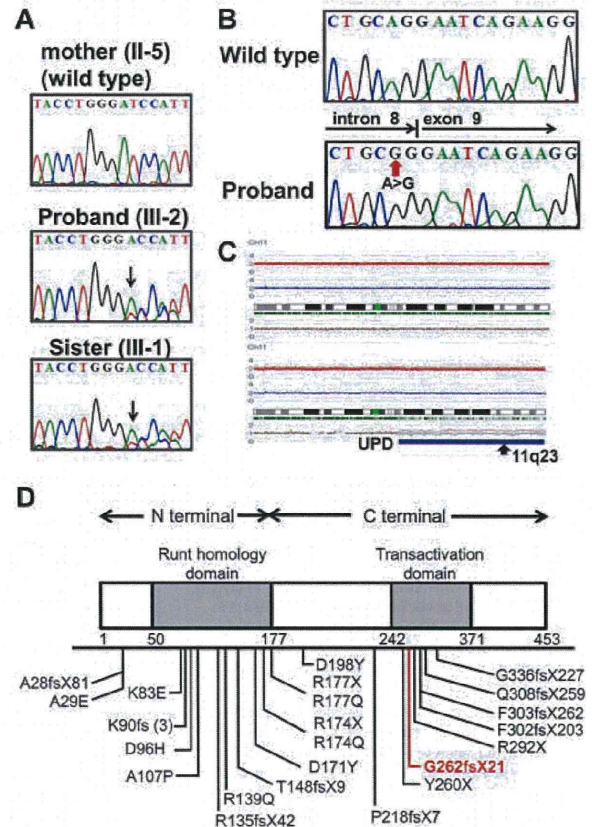 A
mother (II-5)
(wild type)
TACCTGGGATCCATT
Proband (III-2)
TACCTGGGACCATT
Sister (III-1)
TACCTGGGACCATT
B
CTGCAGGAATCAGAAGG
Wild type
intron 8 exon 9
CTGCGGGAATCAGAAGG
A>G
Proband
C
CH11
CH11
UPD
11q23
D
N terminal C terminal
Runt homology
domain
Transactivation
domain
1 50 177 242 371 453
A28fsX81
A29E
K83E
K90fs (3)
D96H
A107P
R135fsX42
R139Q
T148fsX9
D171Y
R174Q
R174X
R177Q
R177X
D198Y
P218fsX7
Y260X
G262fsX21
R292X
F302fsX203
F303fsX262
Q308fsX259
G336fsX227